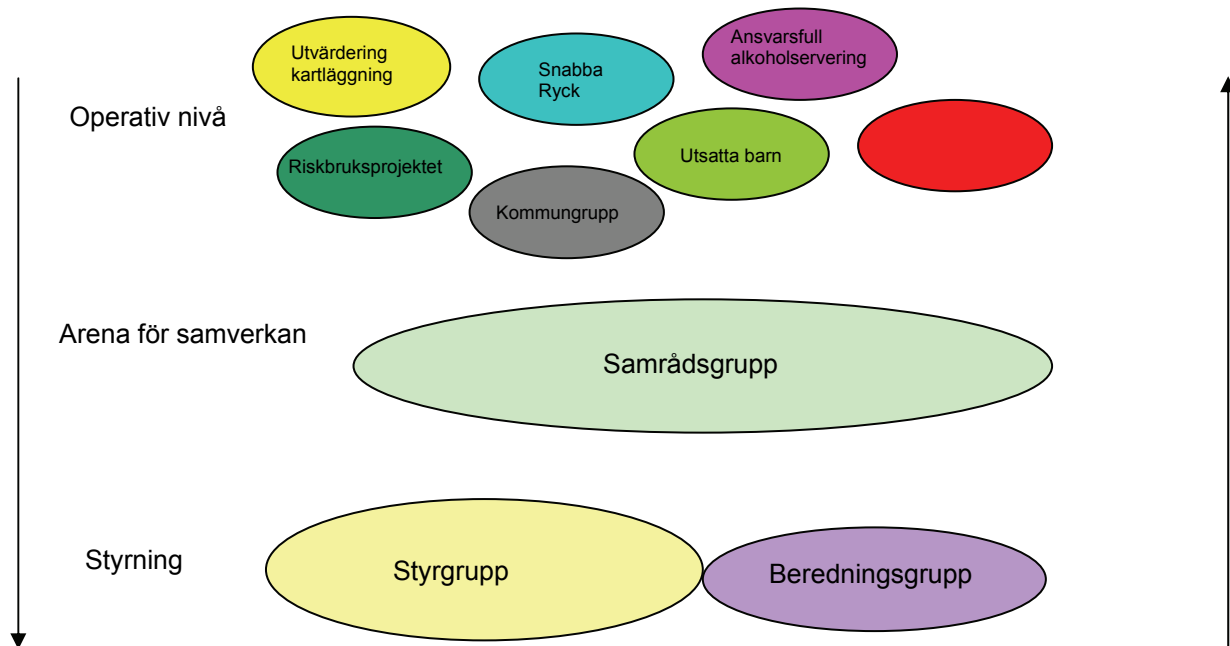 Utvärdering
kartläggning
Snabba
Ryck
Ansvarsfull
alkoholservering
Operativ nivå
Riskbruksprojektet
Utsatta barn
Kommungrupp
Arena för samverkan
Samrådsgrupp
Styrning
Styrgrupp
Beredningsgrupp